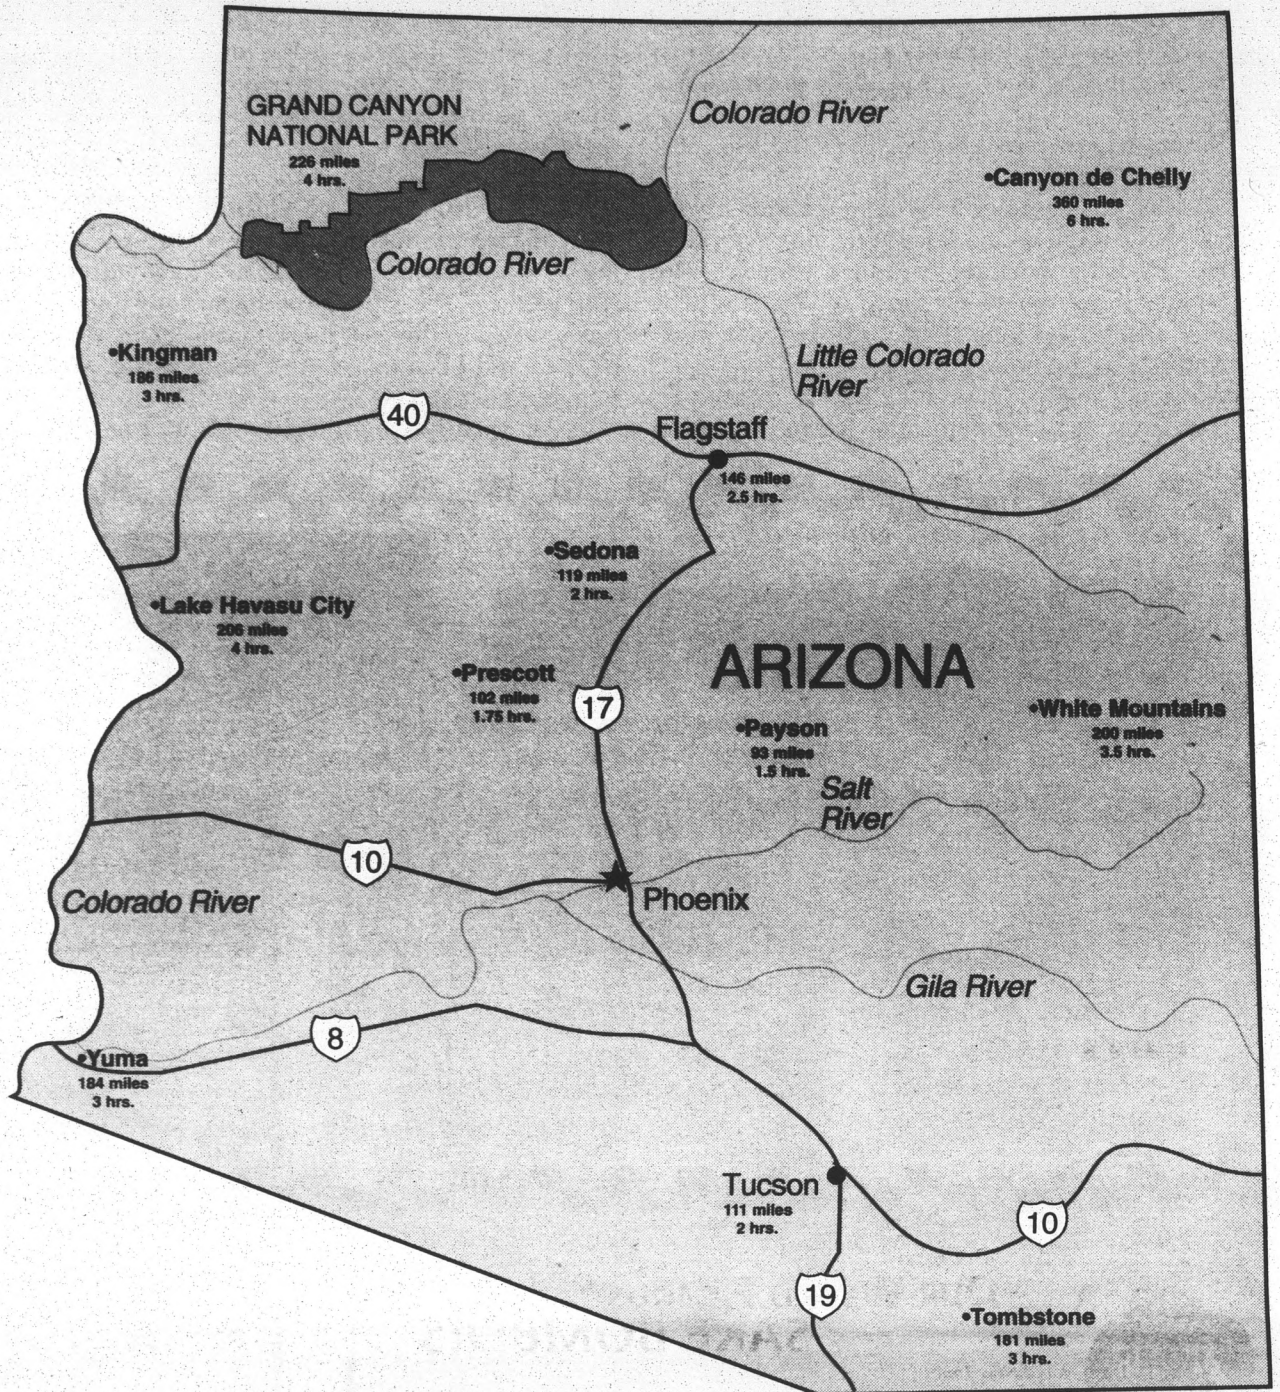 GRAND CANYON
NATIONAL PARK
226 miles
4 hrs.
Colorado River
•Canyon de Chelly
360 miles
6 hrs.
Colorado River
•Kingman
186 miles
3 hrs.
Little Colorado
River
40
Flagstaff
146 miles
2.5 hrs.
•Sedona
119 miles
2 hrs.
•Lake Havasu City
206 miles
4 hrs.
ARIZONA
•Prescott
102 miles
1.75 hrs.
17
•Payson
93 miles
1.5 hrs.
•White Mountains
200 miles
3.5 hrs.
Salt
River
10
Phoenix
Colorado River
Gila River
8
•Yuma
184 miles
3 hrs.
Tucson
111 miles
2 hrs.
10
19
•Tombstone
181 miles
3 hrs.